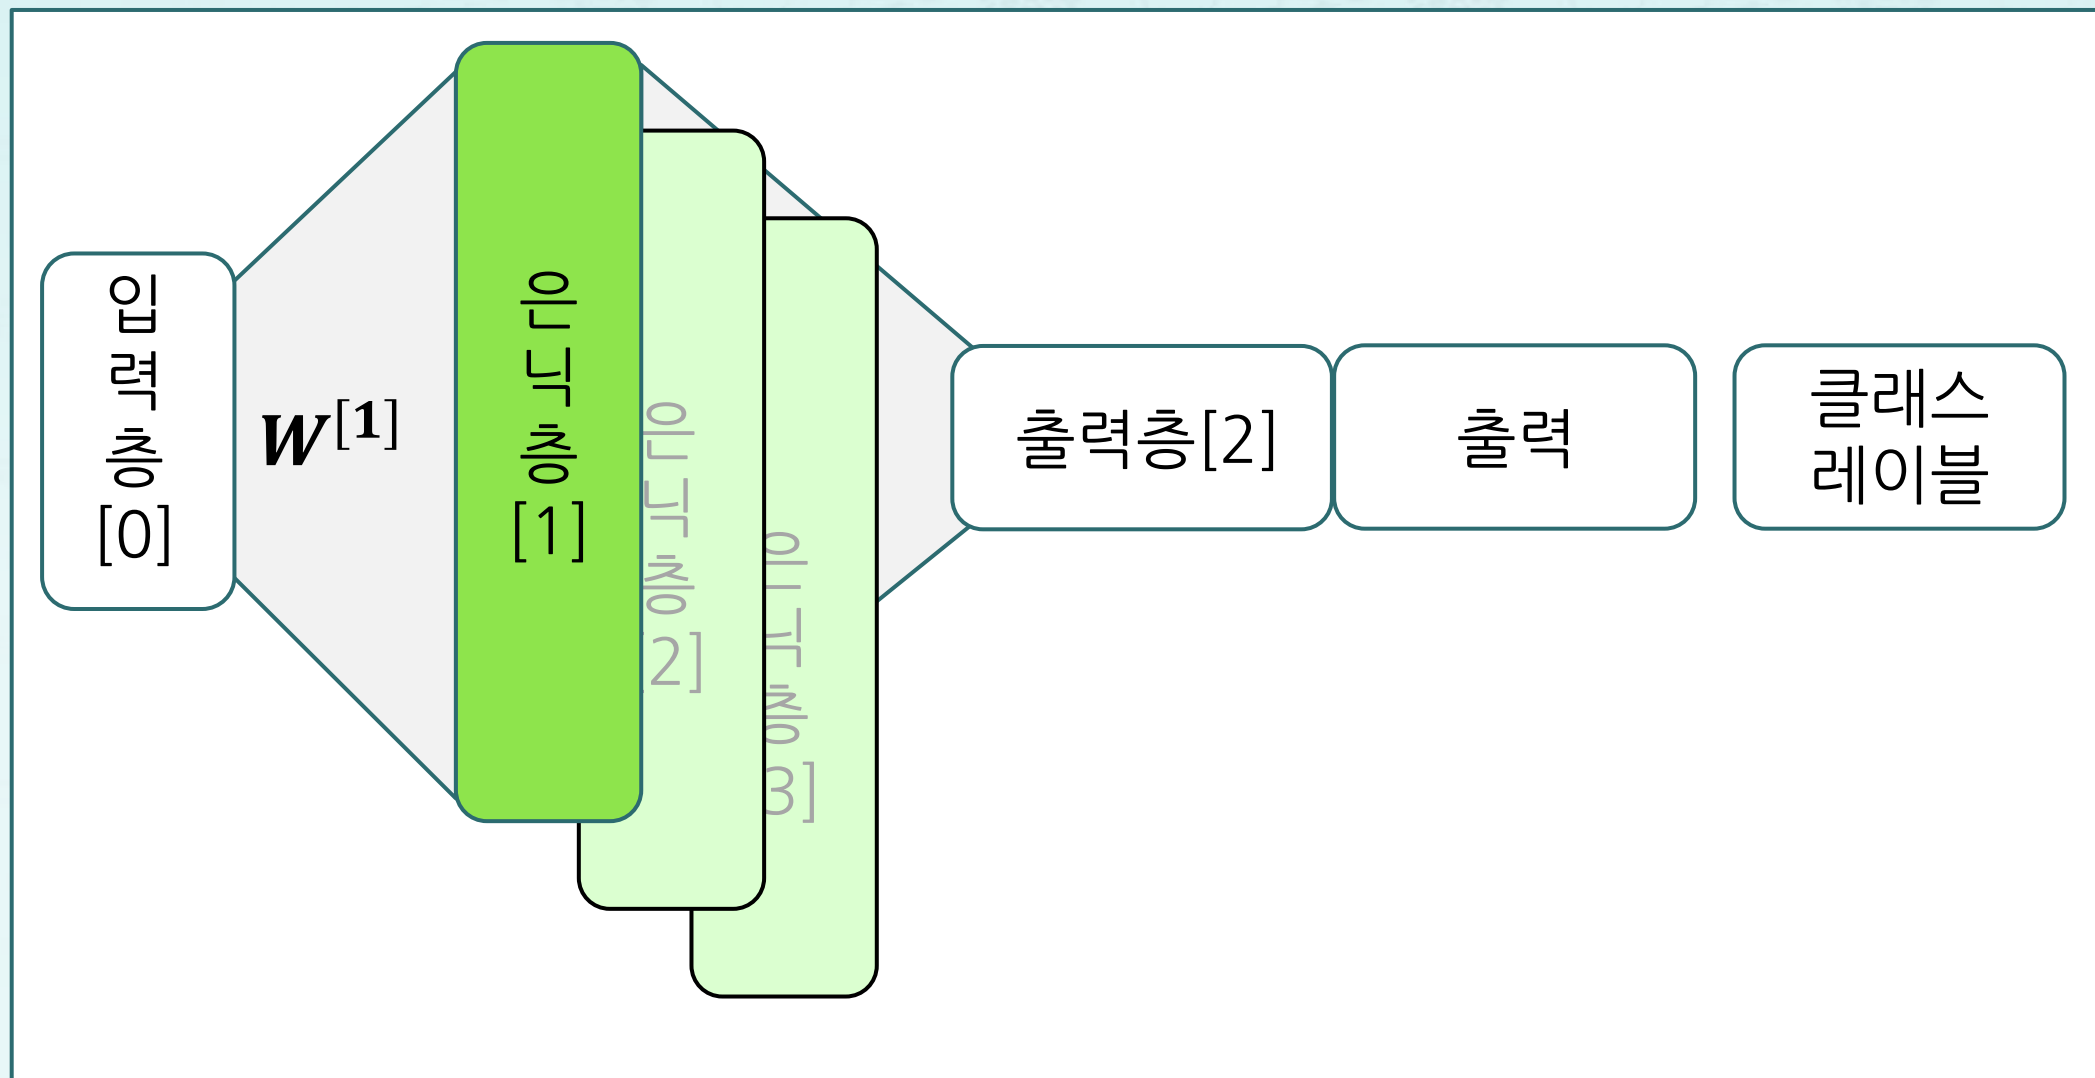 입
력
층
[0]
W[1]
은
닉
층
[1]
은
닉
층
2]
은
닉
층
3]
출력층[2]
출력
클래스
레이블